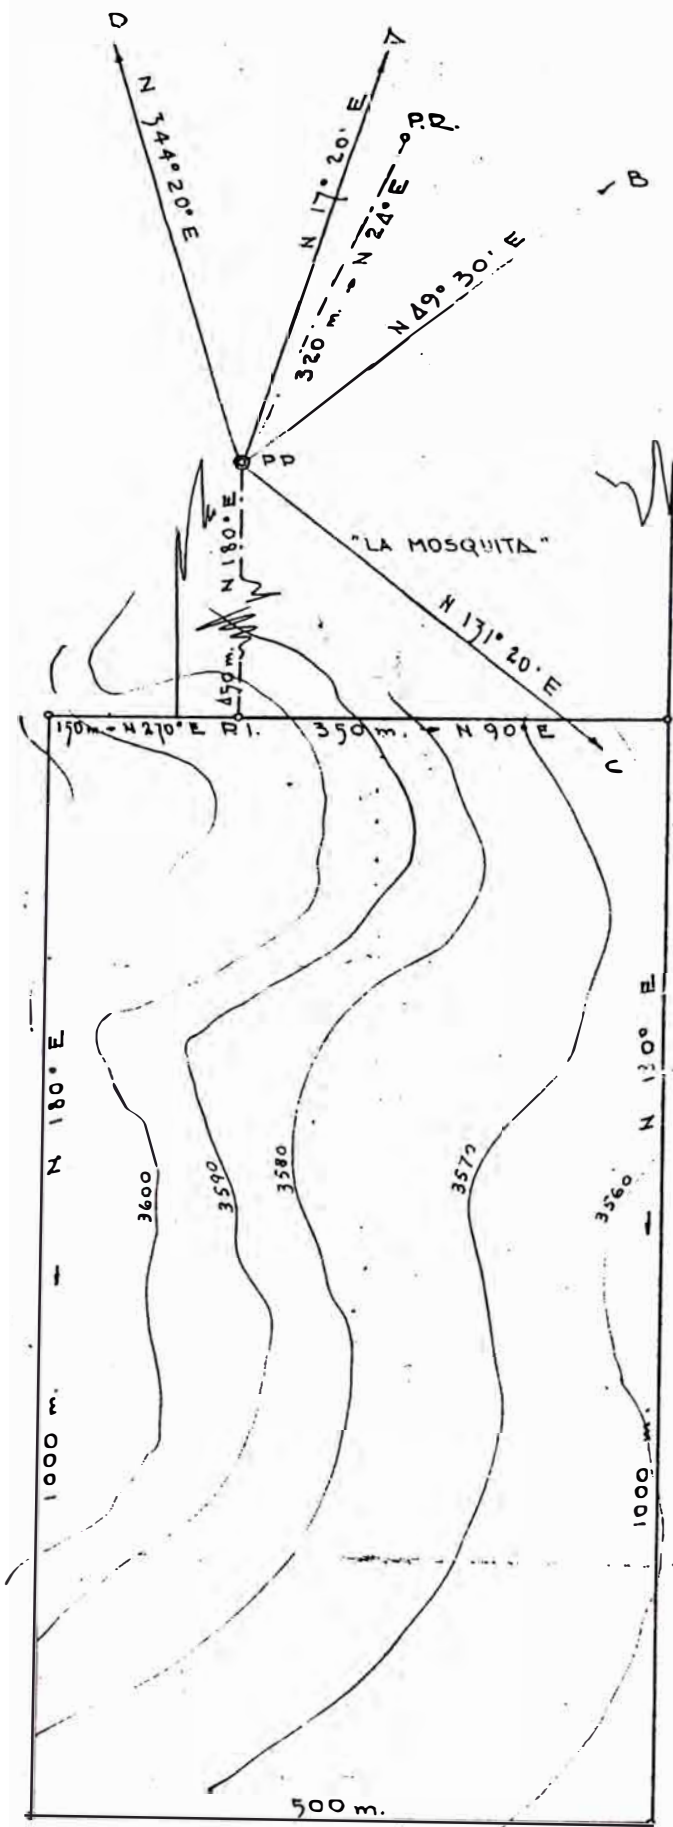 D
A
N 344° 20° E
N 17° 20' E
P.R.
320 m. - N 24° E
B
N 49° 30' E
PP
N 180° E
"LA MOSQUITA"
N 131° 20' E
450 m.
150 m - N 270° E P1. 350 m. - N 90° E
C
N 180° E
N 180° E
3600
3590
3580
3570
3560
1000 m.
1000 m.
500 m.